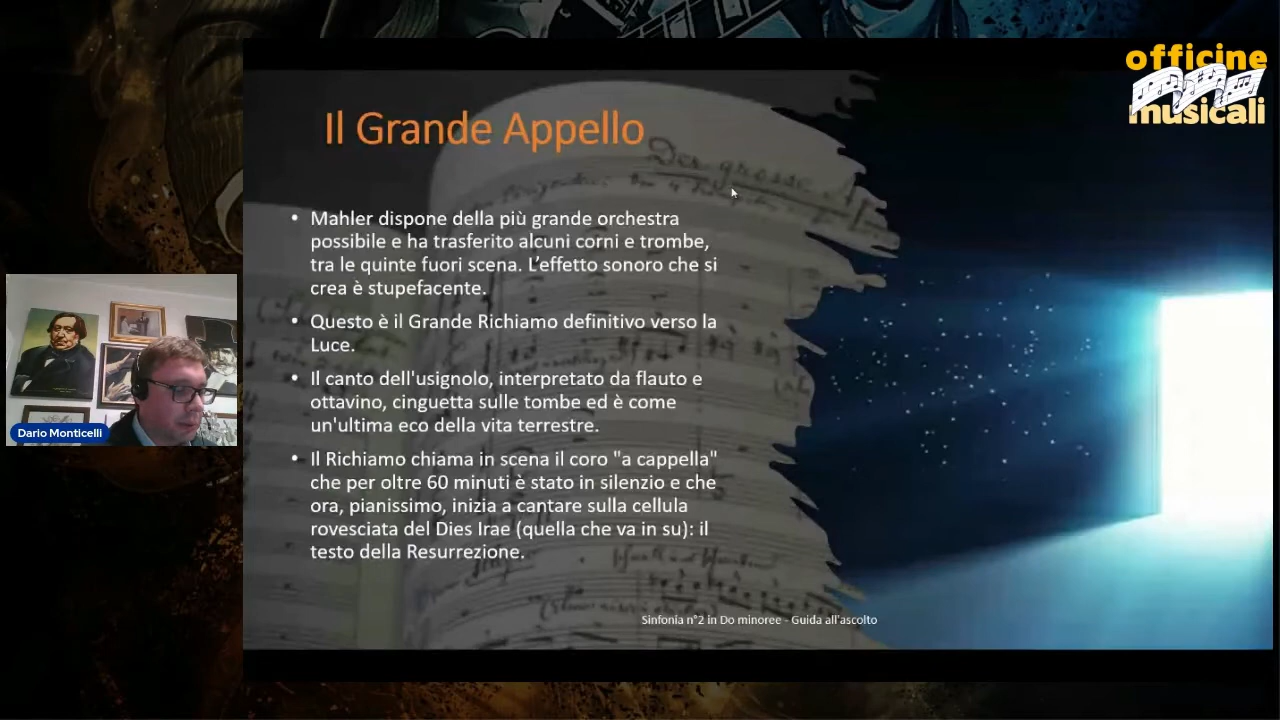 officine
musicali
Il Grande Appello
Der grosse
• Mahler dispone della più grande orchestra
possibile e ha trasferito alcuni corni e trombe,
tra le quinte fuori scena. L'effetto sonoro che si
crea è stupefacente.
• Questo è il Grande Richiamo definitivo verso la
Luce.
• Il canto dell'usignolo, interpretato da flauto e
ottavino, cinguetta sulle tombe ed è come
un'ultima eco della vita terrestre.
• Il Richiamo chiama in scena il coro "a cappella"
che per oltre 60 minuti è stato in silenzio e che
ora, pianissimo, inizia a cantare sulla cellula
rovesciata del Dies Irae (quella che va in su): il
testo della Resurrezione.
Dario Monticelli
Sinfonia n°2 in Do minoree - Guida all'ascolto